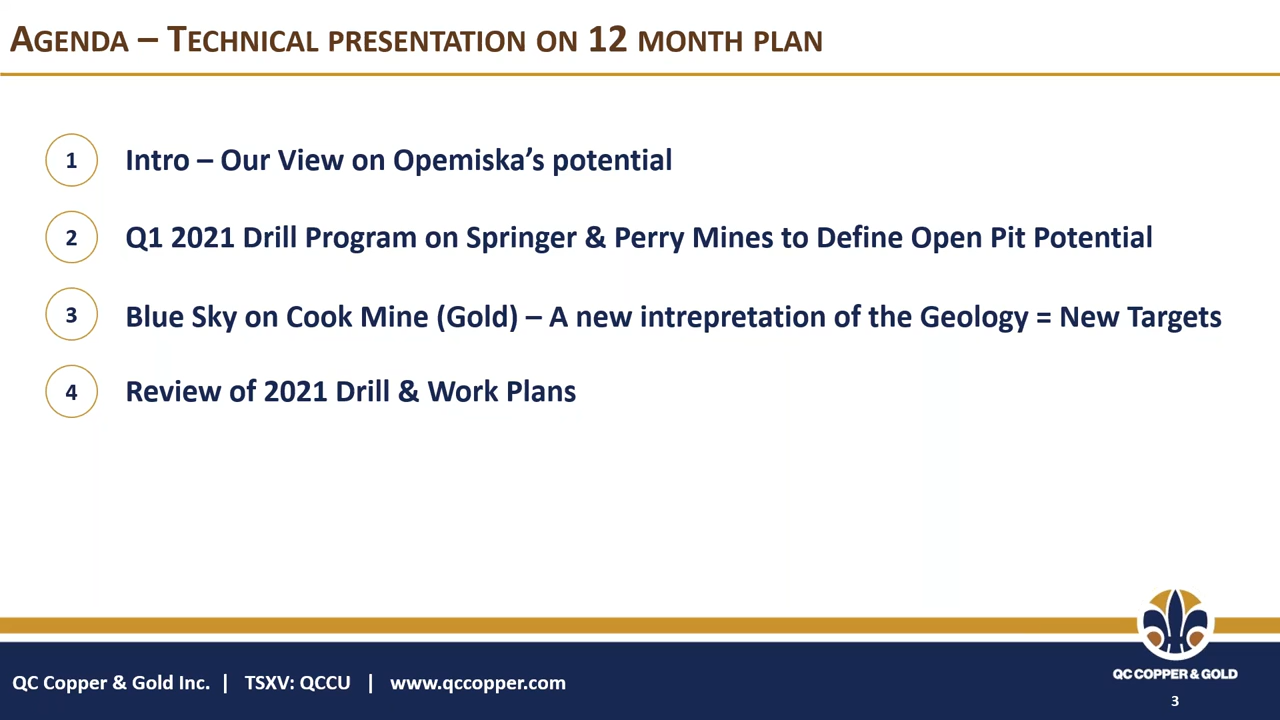 AGENDA – TECHNICAL PRESENTATION ON 12 MONTH PLAN
1 Intro – Our View on Opemiska’s potential
2 Q1 2021 Drill Program on Springer & Perry Mines to Define Open Pit Potential
3 Blue Sky on Cook Mine (Gold) – A new intrepretation of the Geology = New Targets
4 Review of 2021 Drill & Work Plans
QC Copper & Gold Inc. | TSXV: QCCU | www.qccopper.com
QC COPPER & GOLD
3